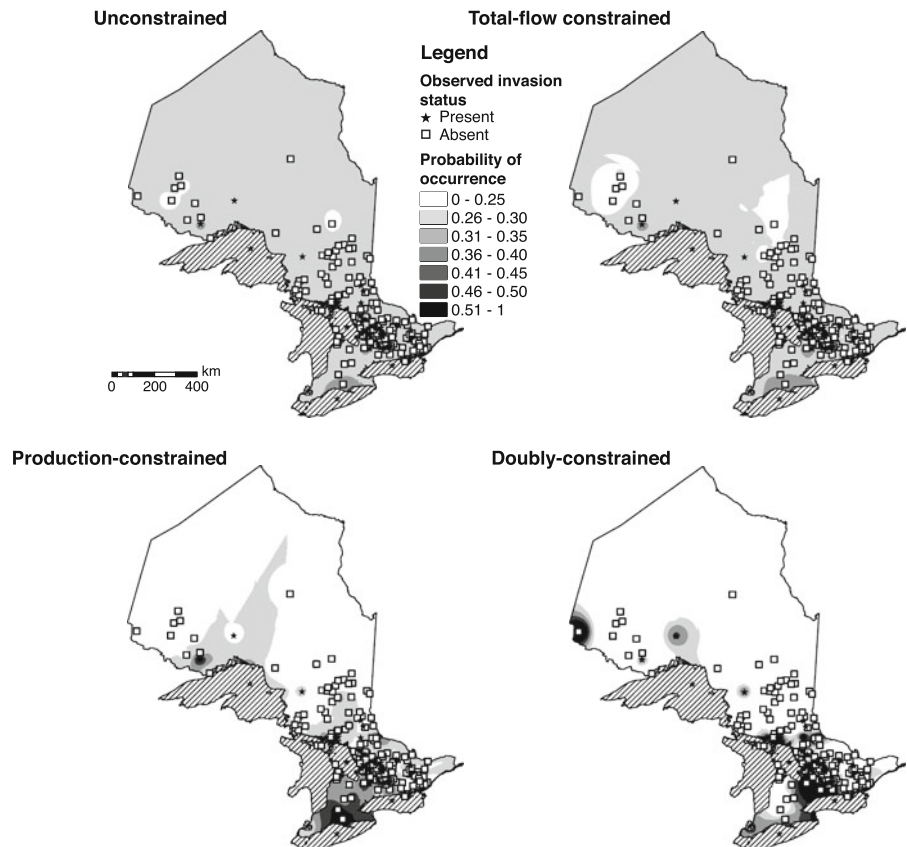 Unconstrained
Total-flow constrained
Legend
Observed invasion
status
Present
Absent
Probability of
occurrence
0 - 0.25
0.26 - 0.30
0.31 - 0.35
0.36 - 0.40
0.41 - 0.45
0.46 - 0.50
0.51 - 1
km
0 200 400
Production-constrained
Doubly-constrained